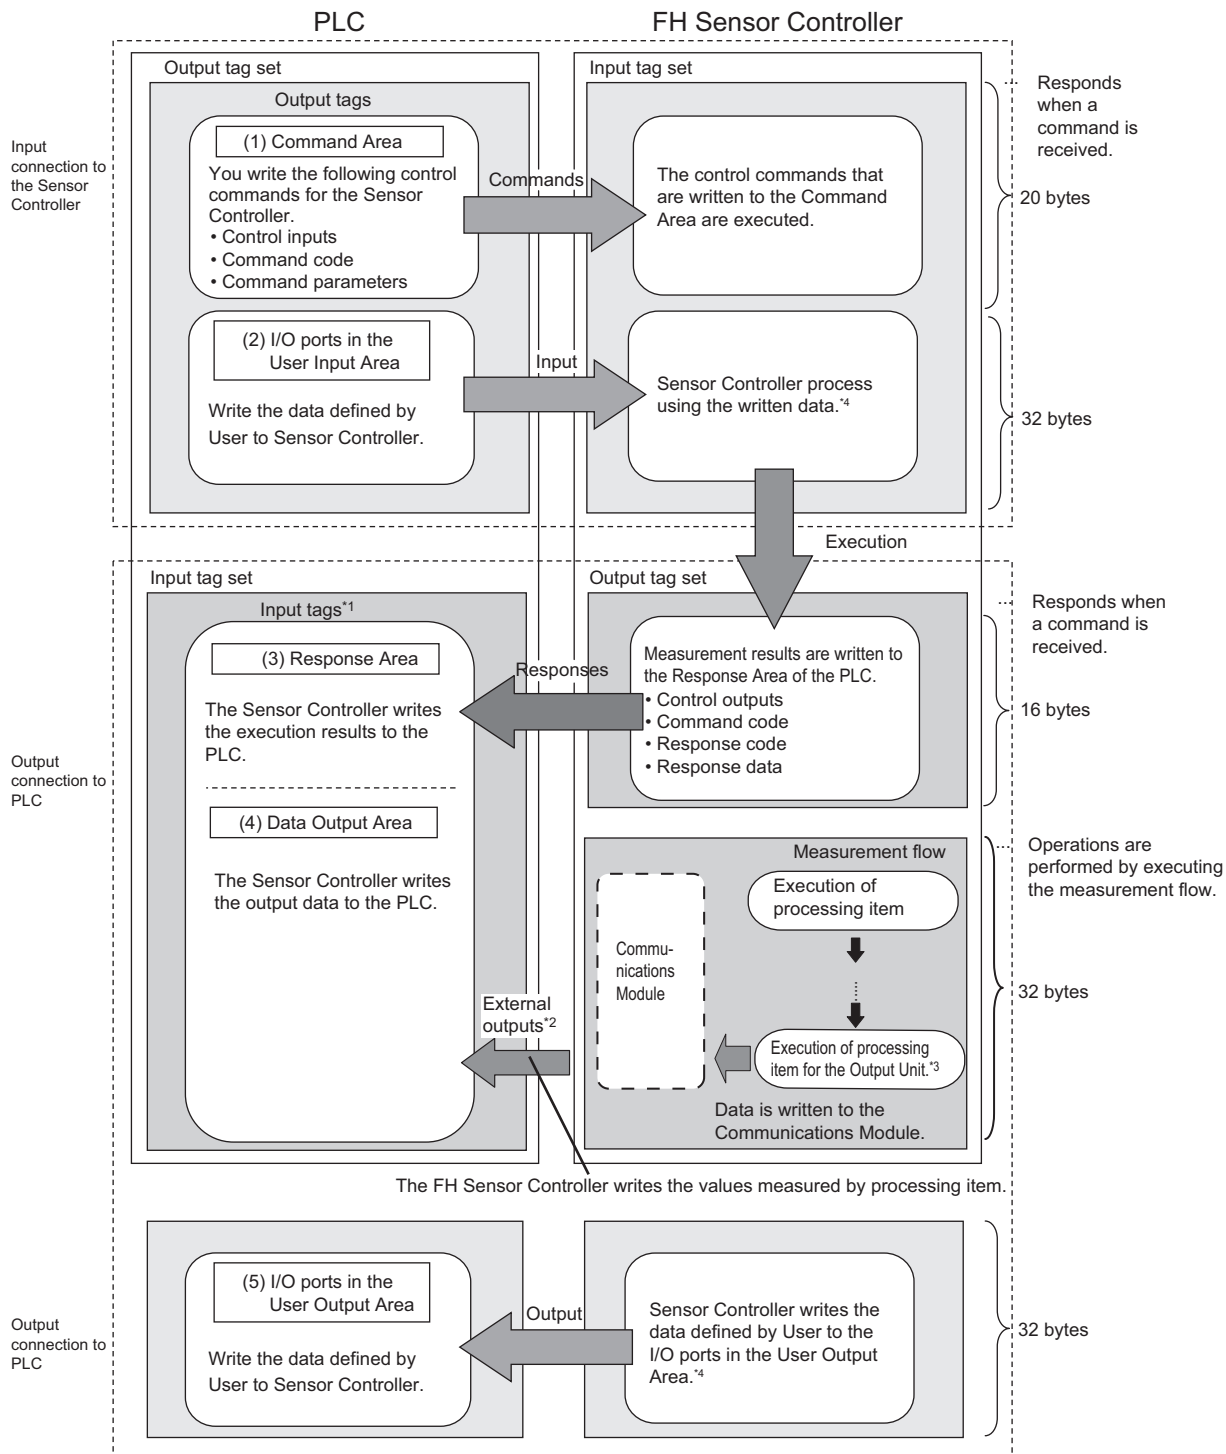 PLC
FH Sensor Controller
Output tag set
Input tag set
Output tags
Responds
when a
command is
received.
Input
connection to
the Sensor
Controller
(1) Command Area
You write the following control
commands for the Sensor
Controller.
• Control inputs
• Command code
• Command parameters
Commands
The control commands that
are written to the Command
Area are executed.
20 bytes
(2) I/O ports in the
User Input Area
Write the data defined by
User to Sensor Controller.
Input
Sensor Controller process
using the written data.*4
32 bytes
Execution
Input tag set
Output tag set
Input tags*1
Responds when
a command is
received.
(3) Response Area
The Sensor Controller writes
the execution results to the
PLC.
Responses
Measurement results are written to
the Response Area of the PLC.
• Control outputs
• Command code
• Response code
• Response data
16 bytes
Output
connection to
PLC
(4) Data Output Area
The Sensor Controller writes
the output data to the PLC.
Measurement flow
Operations are
performed by executing
the measurement flow.
Execution of
processing item
Commu-
nications
Module
32 bytes
External
outputs*2
Execution of processing
item for the Output Unit.*3
Data is written to the
Communications Module.
The FH Sensor Controller writes the values measured by processing item.
Output
connection to
PLC
(5) I/O ports in the
User Output Area
Write the data defined by
User to Sensor Controller.
Output
Sensor Controller writes the
data defined by User to the
I/O ports in the User Output
Area.*4
32 bytes